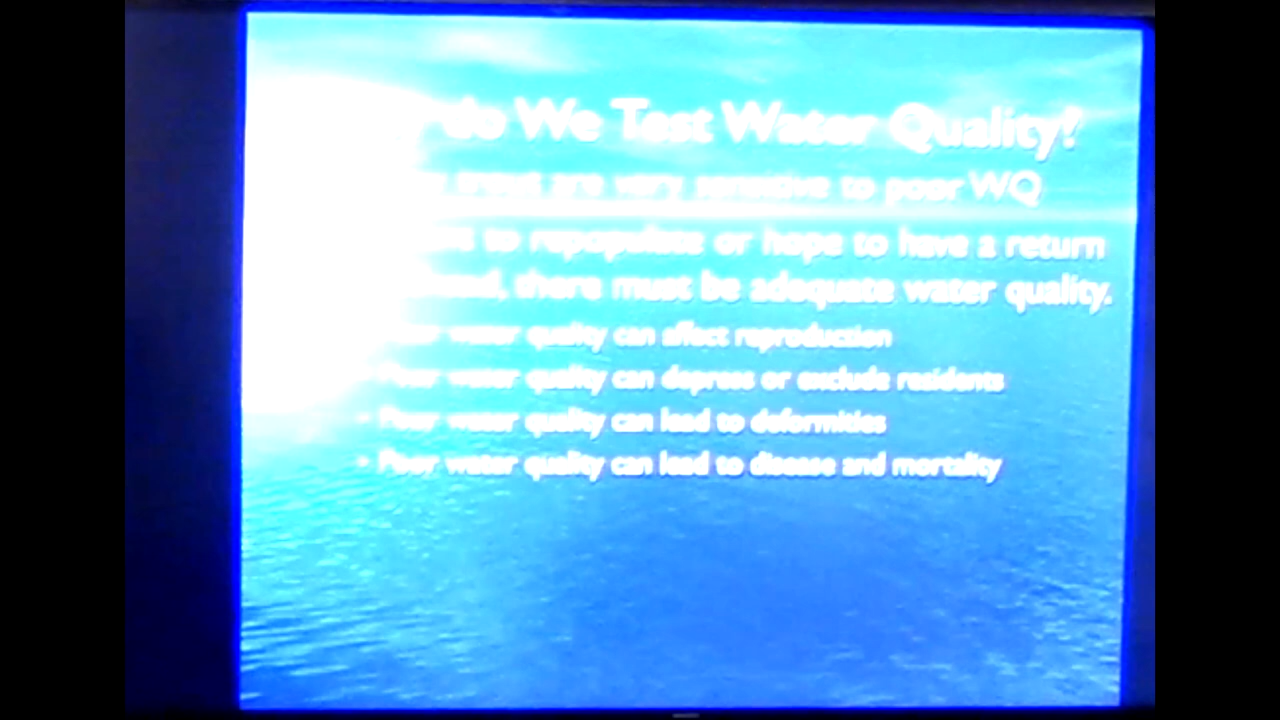 do We Test Water Quality?
trout are very sensitive to poor WQ
to repopulate or hope to have a return
there must be adequate water quality.
water quality can affect reproduction
Poor water quality can depress or exclude residents
- Poor water quality can lead to deformities
- Poor water quality can lead to disease and mortality